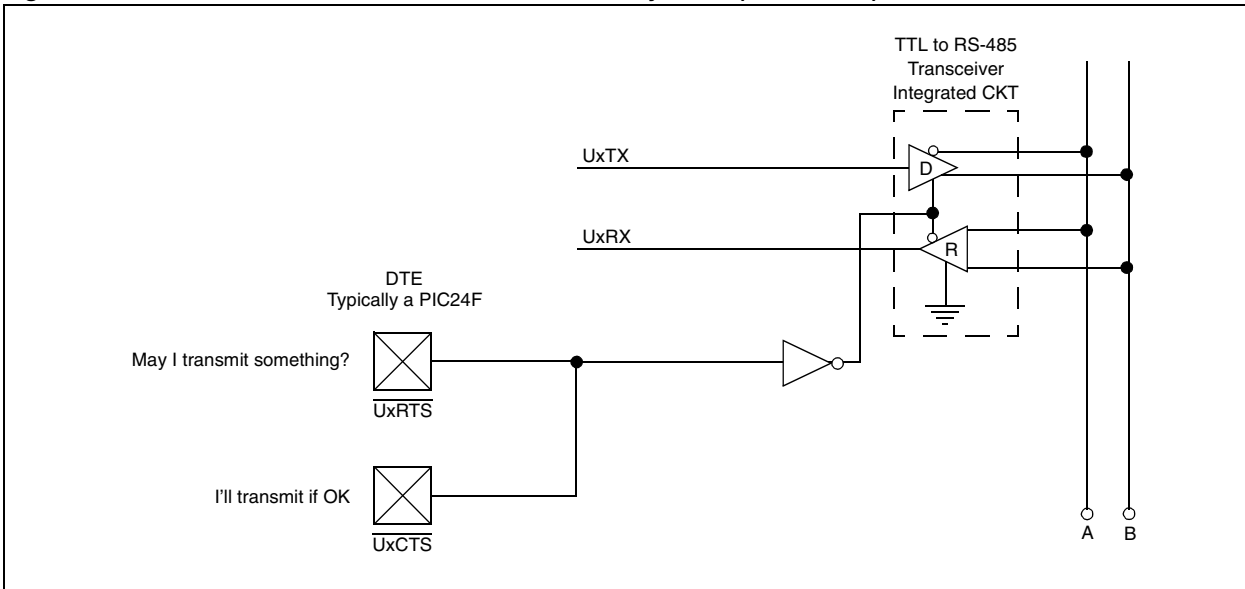 TTL to RS-485
Transceiver
Integrated CKT
UxTX
D
UxRX
R
DTE
Typically a PIC24F
May I transmit something?
UxRTS
I'll transmit if OK
UxCTS
A B